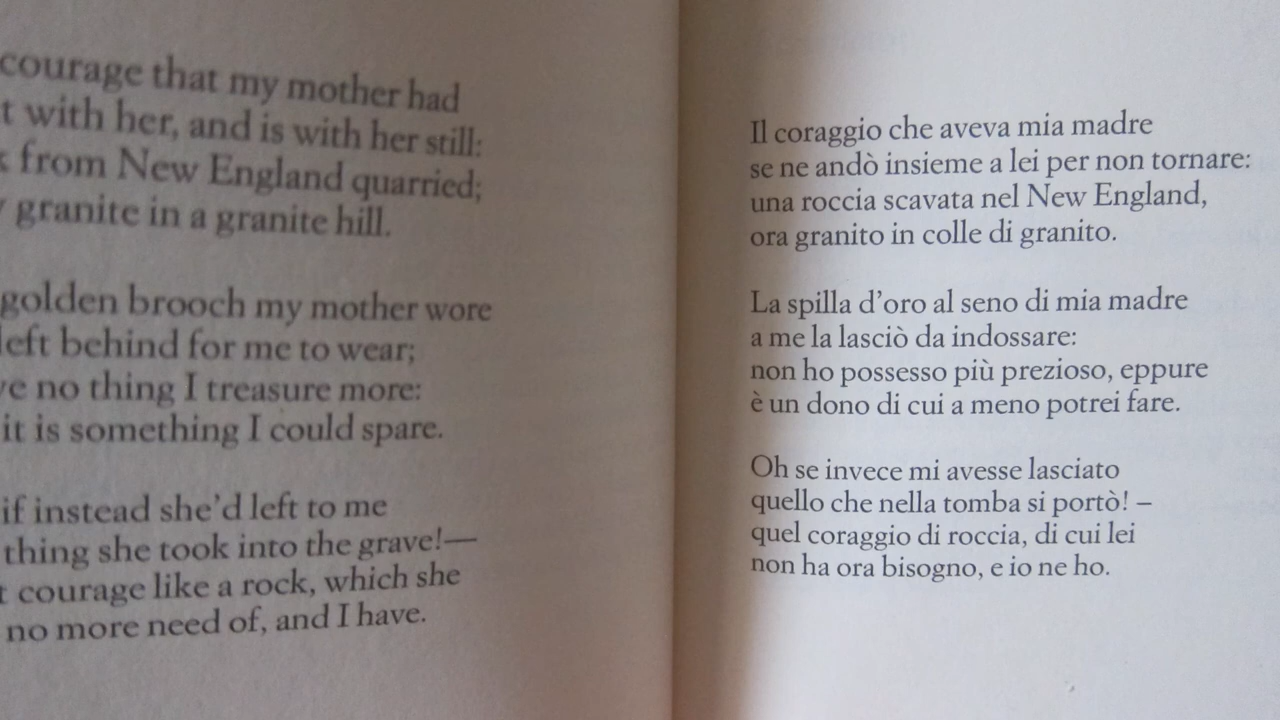 courage that my mother had
t with her, and is with her still:
from New England quarried;
granite in a granite hill.
golden brooch my mother wore
left behind for me to wear;
no thing I treasure more:
it is something I could spare.
if instead she'd left to me
thing she took into the grave!—
courage like a rock, which she
no more need of, and I have.
Il coraggio che aveva mia madre
se ne andò insieme a lei per non tornare:
una roccia scavata nel New England,
ora granito in colle di granito.
La spilla d'oro al seno di mia madre
a me la lasciò da indossare:
non ho possesso più prezioso, eppure
è un dono di cui a meno potrei fare.
Oh se invece mi avesse lasciato
quello che nella tomba si portò! –
quel coraggio di roccia, di cui lei
non ha ora bisogno, e io ne ho.